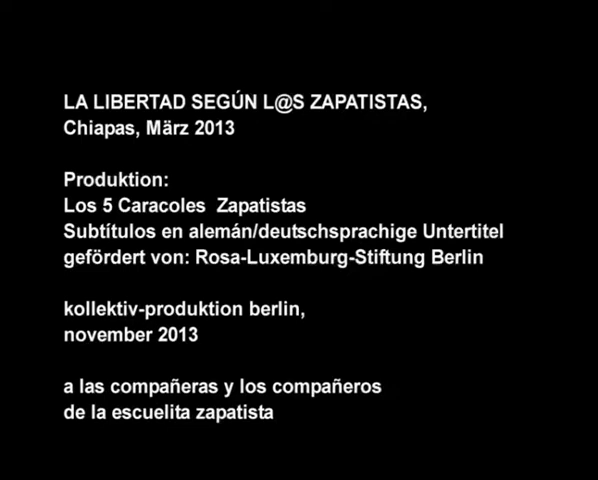 LA LIBERTAD SEGÚN L@S ZAPATISTAS,
Chiapas, März 2013
Produktion:
Los 5 Caracoles Zapatistas
Subtítulos en alemán/deutschsprachige Untertitel
gefördert von: Rosa-Luxemburg-Stiftung Berlin
kollektiv-produktion berlin,
november 2013
a las compañeras y los compañeros
de la escuelita zapatista